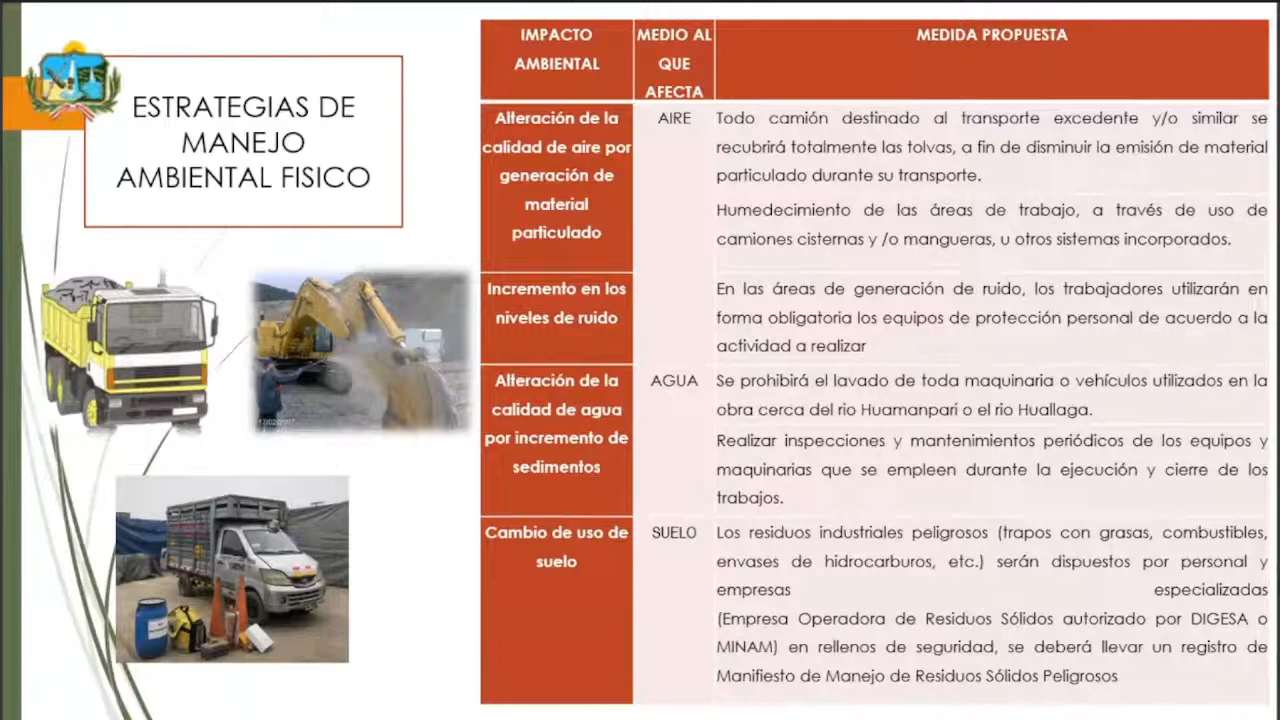 ESTRATEGIAS DE
MANEJO
AMBIENTAL FISICO
IMPACTO
AMBIENTAL
MEDIO AL
QUE
AFECTA
MEDIDA PROPUESTA
Alteración de la
calidad de aire por
generación de
material
particulado
AIRE
Todo camión destinado al transporte excedente y/o similar se
recubrirá totalmente las tolvas, a fin de disminuir la emisión de material
particulado durante su transporte.
Humedecimiento de las áreas de trabajo, a través de uso de
camiones cisternas y /o mangueras, u otros sistemas incorporados.
Incremento en los
niveles de ruido
En las áreas de generación de ruido, los trabajadores utilizarán en
forma obligatoria los equipos de protección personal de acuerdo a la
actividad a realizar
Alteración de la
calidad de agua
por incremento de
sedimentos
AGUA
Se prohibirá el lavado de toda maquinaria o vehículos utilizados en la
obra cerca del rio Huamanpari o el rio Huallaga.
Realizar inspecciones y mantenimientos periódicos de los equipos y
maquinarias que se empleen durante la ejecución y cierre de los
trabajos.
Cambio de uso de
suelo
SUELO
Los residuos industriales peligrosos (trapos con grasas, combustibles,
envases de hidrocarburos, etc.) serán dispuestos por personal y
empresas especializadas
(Empresa Operadora de Residuos Sólidos autorizado por DIGESA o
MINAM) en rellenos de seguridad, se deberá llevar un registro de
Manifiesto de Manejo de Residuos Sólidos Peligrosos